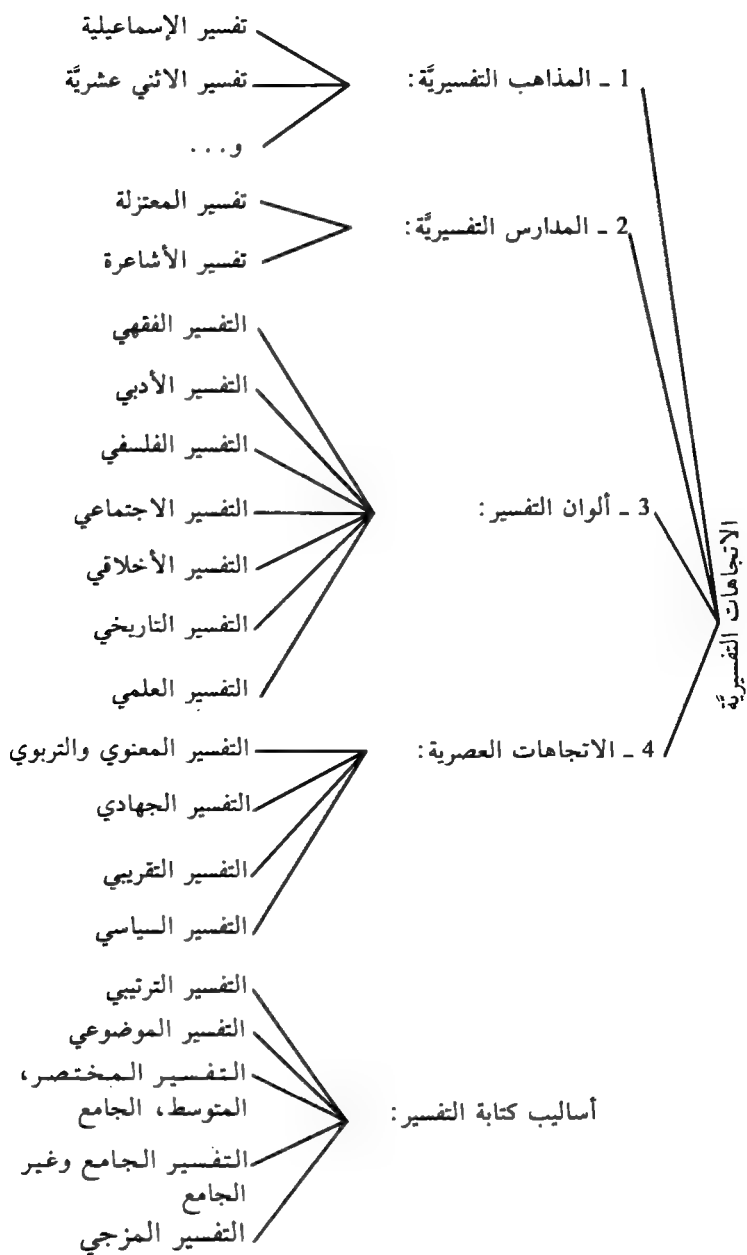 الاتجاهات التفسيريَّة
1 ـ المذاهب التفسيريَّة:
تفسير الإسماعيلية
تفسير الاثني عشريَّة
و...
2 ـ المدارس التفسيريَّة:
تفسير المعتزلة
تفسير الأشاعرة
3 ـ ألوان التفسير:
التفسير الفقهي
التفسير الأدبي
التفسير الفلسفي
التفسير الاجتماعي
التفسير الأخلاقي
التفسير التاريخي
التفسير العلمي
4 ـ الاتجاهات العصرية:
التفسير المعنوي والتربوي
التفسير الجهادي
التفسير التقريبي
التفسير السياسي
أساليب كتابة التفسير:
التفسير الترتيبي
التفسير الموضوعي
التفسير المختصر،
المتوسط، الجامع
التفسير الجامع وغير
الجامع
التفسير المزجي